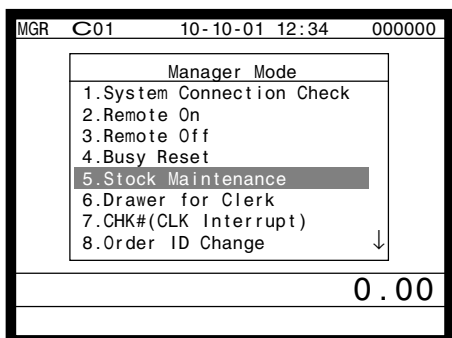 MGR C01 10-10-01 12:34 000000
Manager Mode
1.System Connection Check
2.Remote On
3.Remote Off
4.Busy Reset
5.Stock Maintenance
6.Drawer for Clerk
7.CHK#(CLK Interrupt)
8.Order ID Change ↓
0.00